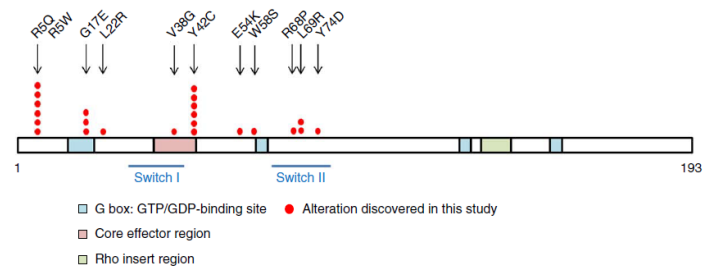 R5Q
R5W
G17E
L22R
V38G
Y42C
E54K
W58S
R68P
L69R
Y74D
1
193
Switch I
Switch II
G box: GTP/GDP-binding site
Alteration discovered in this study
Core effector region
Rho insert region